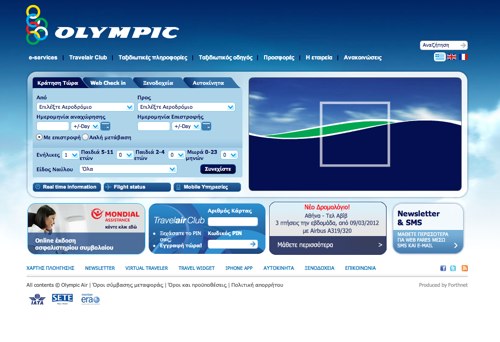 OLYMPIC
Αναζήτηση
e-services | Travelair Club | Ταξιδιωτικές πληροφορίες | Ταξιδιωτικός οδηγός | Προσφορές | Η εταιρεία | Ανακοινώσεις
Κράτηση Τώρα Web Check in Ξενοδοχεία Αυτοκίνητα
Από Προς
Επιλέξτε Αεροδρόμιο Επιλέξτε Αεροδρόμιο
Ημερομηνία αναχώρησης Ημερομηνία Επιστροφής
+/-Day +/-Day
Με επιστροφή Απλή μετάβαση
Ενήλικες 1 Παιδιά 5-11 ετών 0 Παιδιά 2-4 ετών 0 Μωρά 0-23 μηνών 0
Είδος Ναύλου Όλα Συνεχίστε
Real time information Flight status Mobile Υπηρεσίες
MONDIAL
ASSISTANCE
κάντε κλικ εδώ
Online έκδοση
ασφαλιστηρίου συμβολαίου
Travelair Club
Ξεχάσατε το PIN σας;
Εγγραφή τώρα!
Αριθμός Κάρτας
Κωδικός PIN
Νέο Δρομολόγιο!
Αθήνα - Τελ Αβίβ
3 πτήσεις την εβδομάδα, από 09/03/2012
με Airbus A319/320
Μάθετε περισσότερα
Newsletter
& SMS
ΜΑΘΕΤΕ ΠΕΡΙΣΣΟΤΕΡΑ
ΓΙΑ WEB FARES ΜΕΣΩ
SMS ΚΑΙ E-MAIL
ΧΑΡΤΗΣ ΠΛΟΗΓΗΣΗΣ NEWSLETTER VIRTUAL TRAVELER TRAVEL WIDGET IPHONE APP ΑΥΤΟΚΙΝΗΤΑ ΞΕΝΟΔΟΧΕΙΑ ΕΠΙΚΟΙΝΩΝΙΑ
All contents © Olympic Air | Όροι σύμβασης μεταφοράς | Όροι και προϋποθέσεις | Πολιτική απορρήτου Produced by Forthnet
IATA SETE era